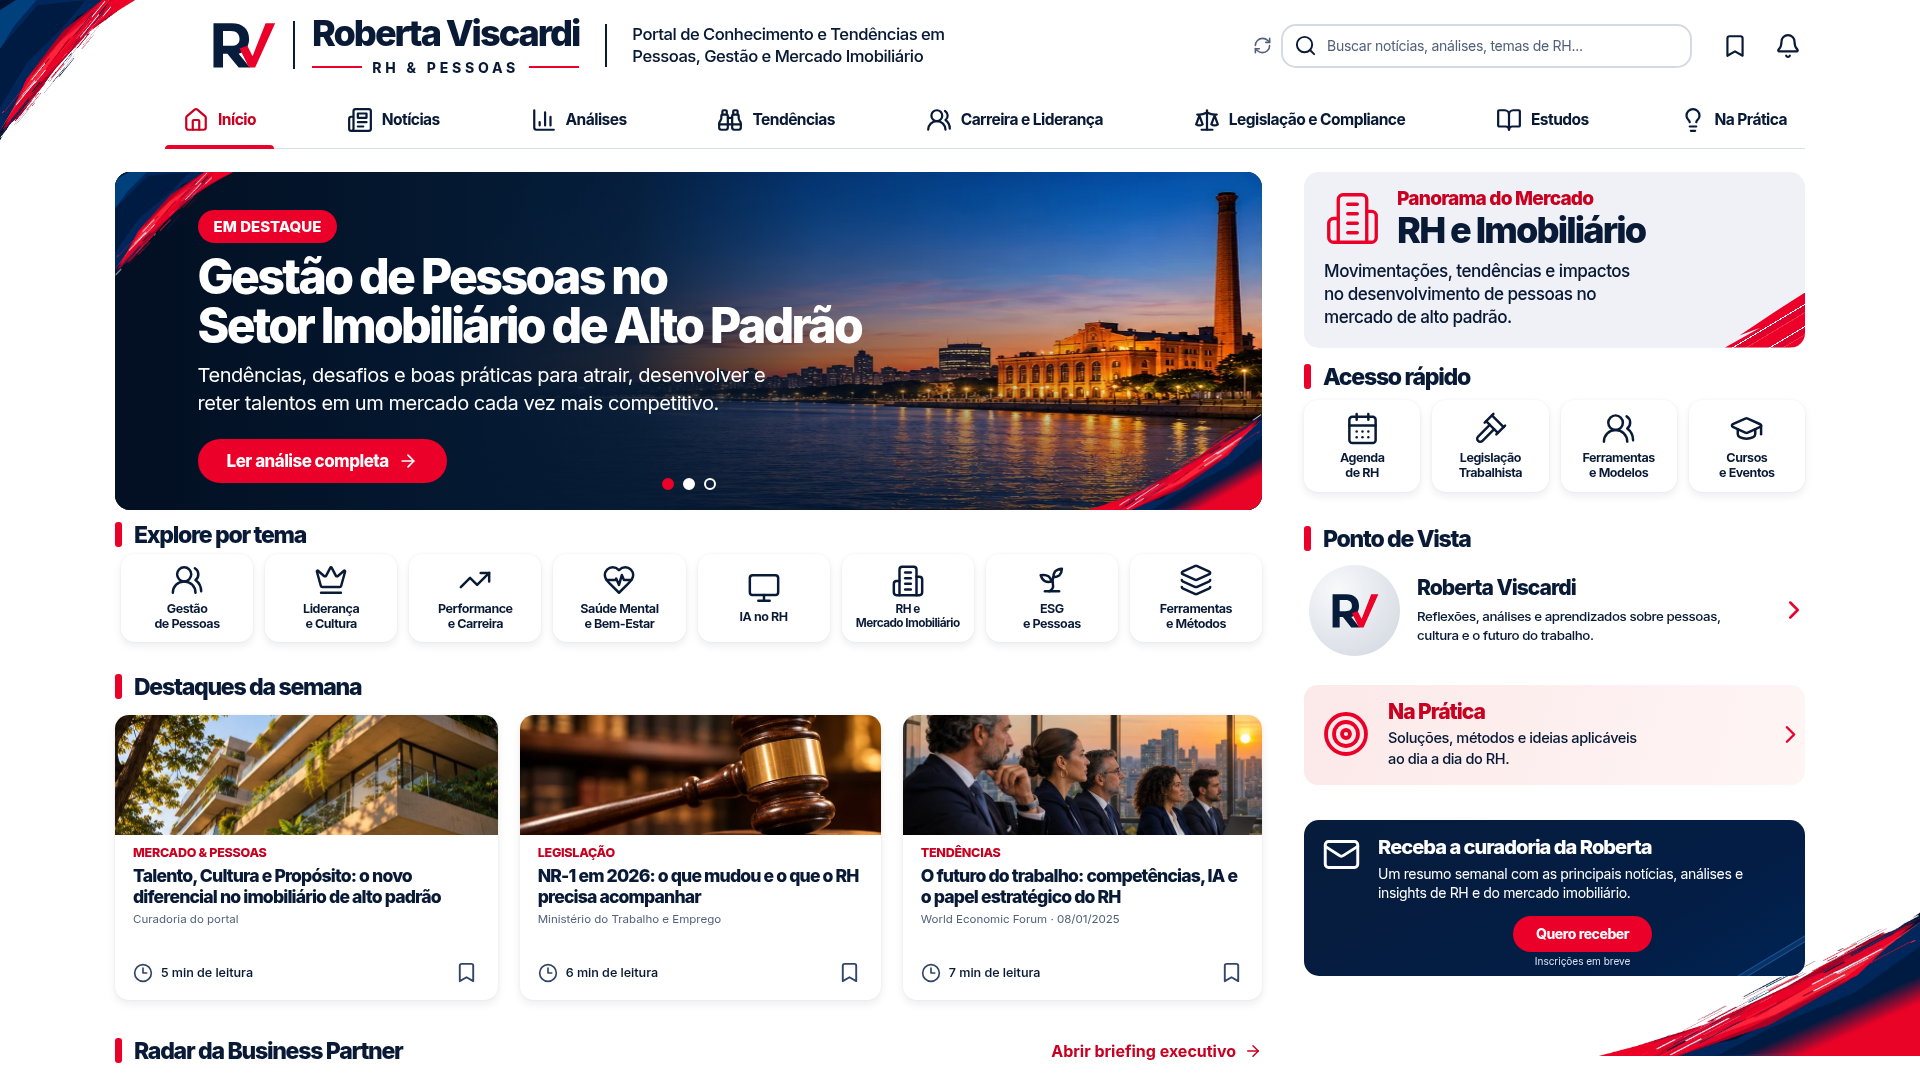 RV
Roberta Viscardi
RH & PESSOAS
Portal de Conhecimento e Tendências em
Pessoas, Gestão e Mercado Imobiliário
Buscar notícias, análises, temas de RH...
Início
Notícias
Análises
Tendências
Carreira e Liderança
Legislação e Compliance
Estudos
Na Prática
EM DESTAQUE
Gestão de Pessoas no
Setor Imobiliário de Alto Padrão
Tendências, desafios e boas práticas para atrair, desenvolver e
reter talentos em um mercado cada vez mais competitivo.
Ler análise completa
Panorama do Mercado
RH e Imobiliário
Movimentações, tendências e impactos
no desenvolvimento de pessoas no
mercado de alto padrão.
Acesso rápido
Agenda
de RH
Legislação
Trabalhista
Ferramentas
e Modelos
Cursos
e Eventos
Explore por tema
Gestão
de Pessoas
Liderança
e Cultura
Performance
e Carreira
Saúde Mental
e Bem-Estar
IA no RH
RH e
Mercado Imobiliário
ESG
e Pessoas
Ferramentas
e Métodos
Ponto de Vista
RV
Roberta Viscardi
Reflexões, análises e aprendizados sobre pessoas,
cultura e o futuro do trabalho.
Destaques da semana
MERCADO & PESSOAS
Talento, Cultura e Propósito: o novo
diferencial no imobiliário de alto padrão
Curadoria do portal
5 min de leitura
LEGISLAÇÃO
NR-1 em 2026: o que mudou e o que o RH
precisa acompanhar
Ministério do Trabalho e Emprego
6 min de leitura
TENDÊNCIAS
O futuro do trabalho: competências, IA e
o papel estratégico do RH
World Economic Forum · 08/01/2025
7 min de leitura
Na Prática
Soluções, métodos e ideias aplicáveis
ao dia a dia do RH.
Receba a curadoria da Roberta
Um resumo semanal com as principais notícias, análises e
insights de RH e do mercado imobiliário.
Quero receber
Inscrições em breve
Radar da Business Partner
Abrir briefing executivo